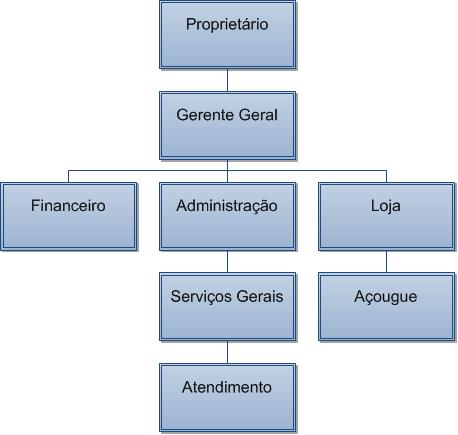 Proprietário
Gerente Geral
Financeiro
Administração
Loja
Serviços Gerais
Açougue
Atendimento